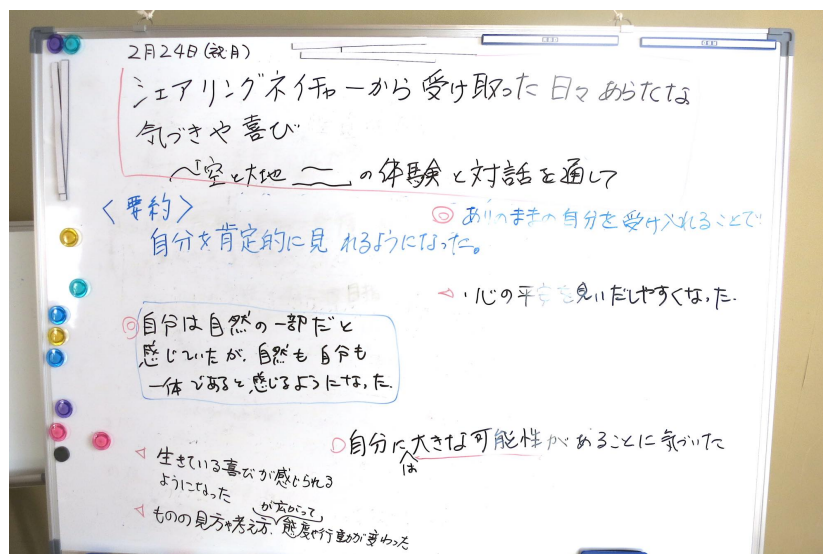 2月24日(祝.月)
シェアリングネイチャーから受け取った日々あらたな
気づきや喜び
〜「空と大地 〜〜」の体験と対話を通して
<要約>
◎ ありのままの自分を受け入れることで
自分を肯定的に見れるようになった。
◁ ・心の平安を見いだしやすくなった.
◎自分は自然の一部だと
感じていたが、自然も自分も
一体であると感じるようになった.
○自分に大きな可能性があることに気づいた
は
◁ 生きている喜びが感じられる
ようになった
が広がって
◁ ものの見方や考え方、態度や行動が変わった